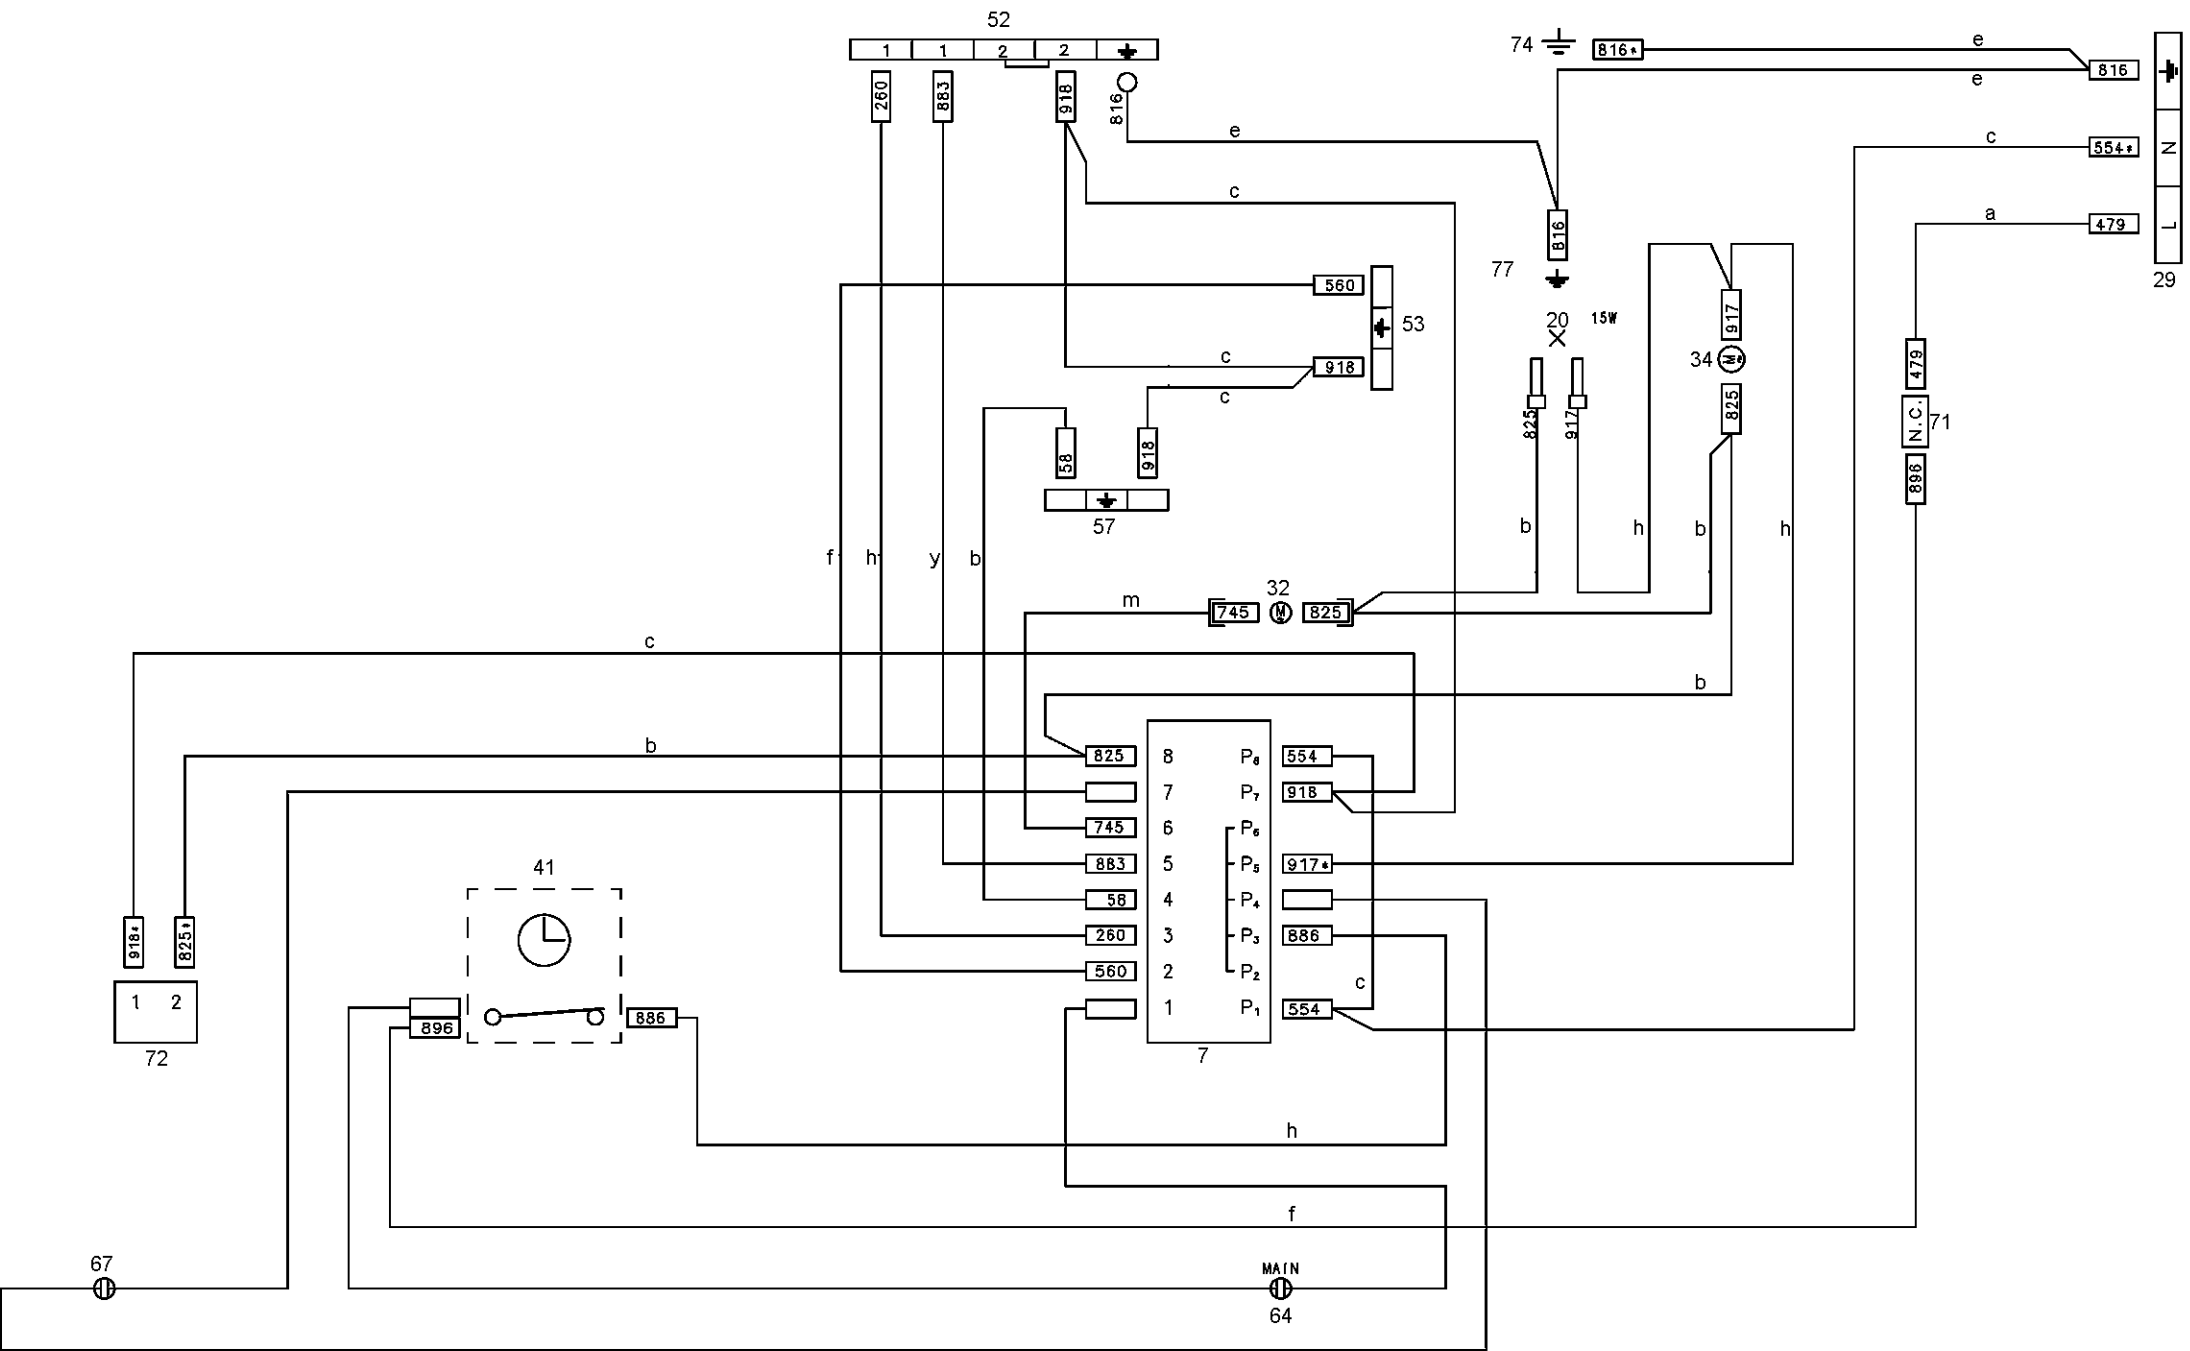 52
1 1 2 2
260
883
918
816
74
816*
e
e
816
e
c
554*
N
c
a
479
L
816
77
29
560
53
20 15W
917
34
M
479
c
918
c
825
825
917
N.C.
71
58
918
896
57
b h b h
f h y b
32
m
745 M 825
c
b
b
825 8 P8 554
7 P7 918
745 6 P6
883 5 P5 917*
58 4 P4
260 3 P3 886
560 2 P2
c
1 P1 554
7
41
918*
825*
1 2
72
896
886
h
f
67
MAIN
64